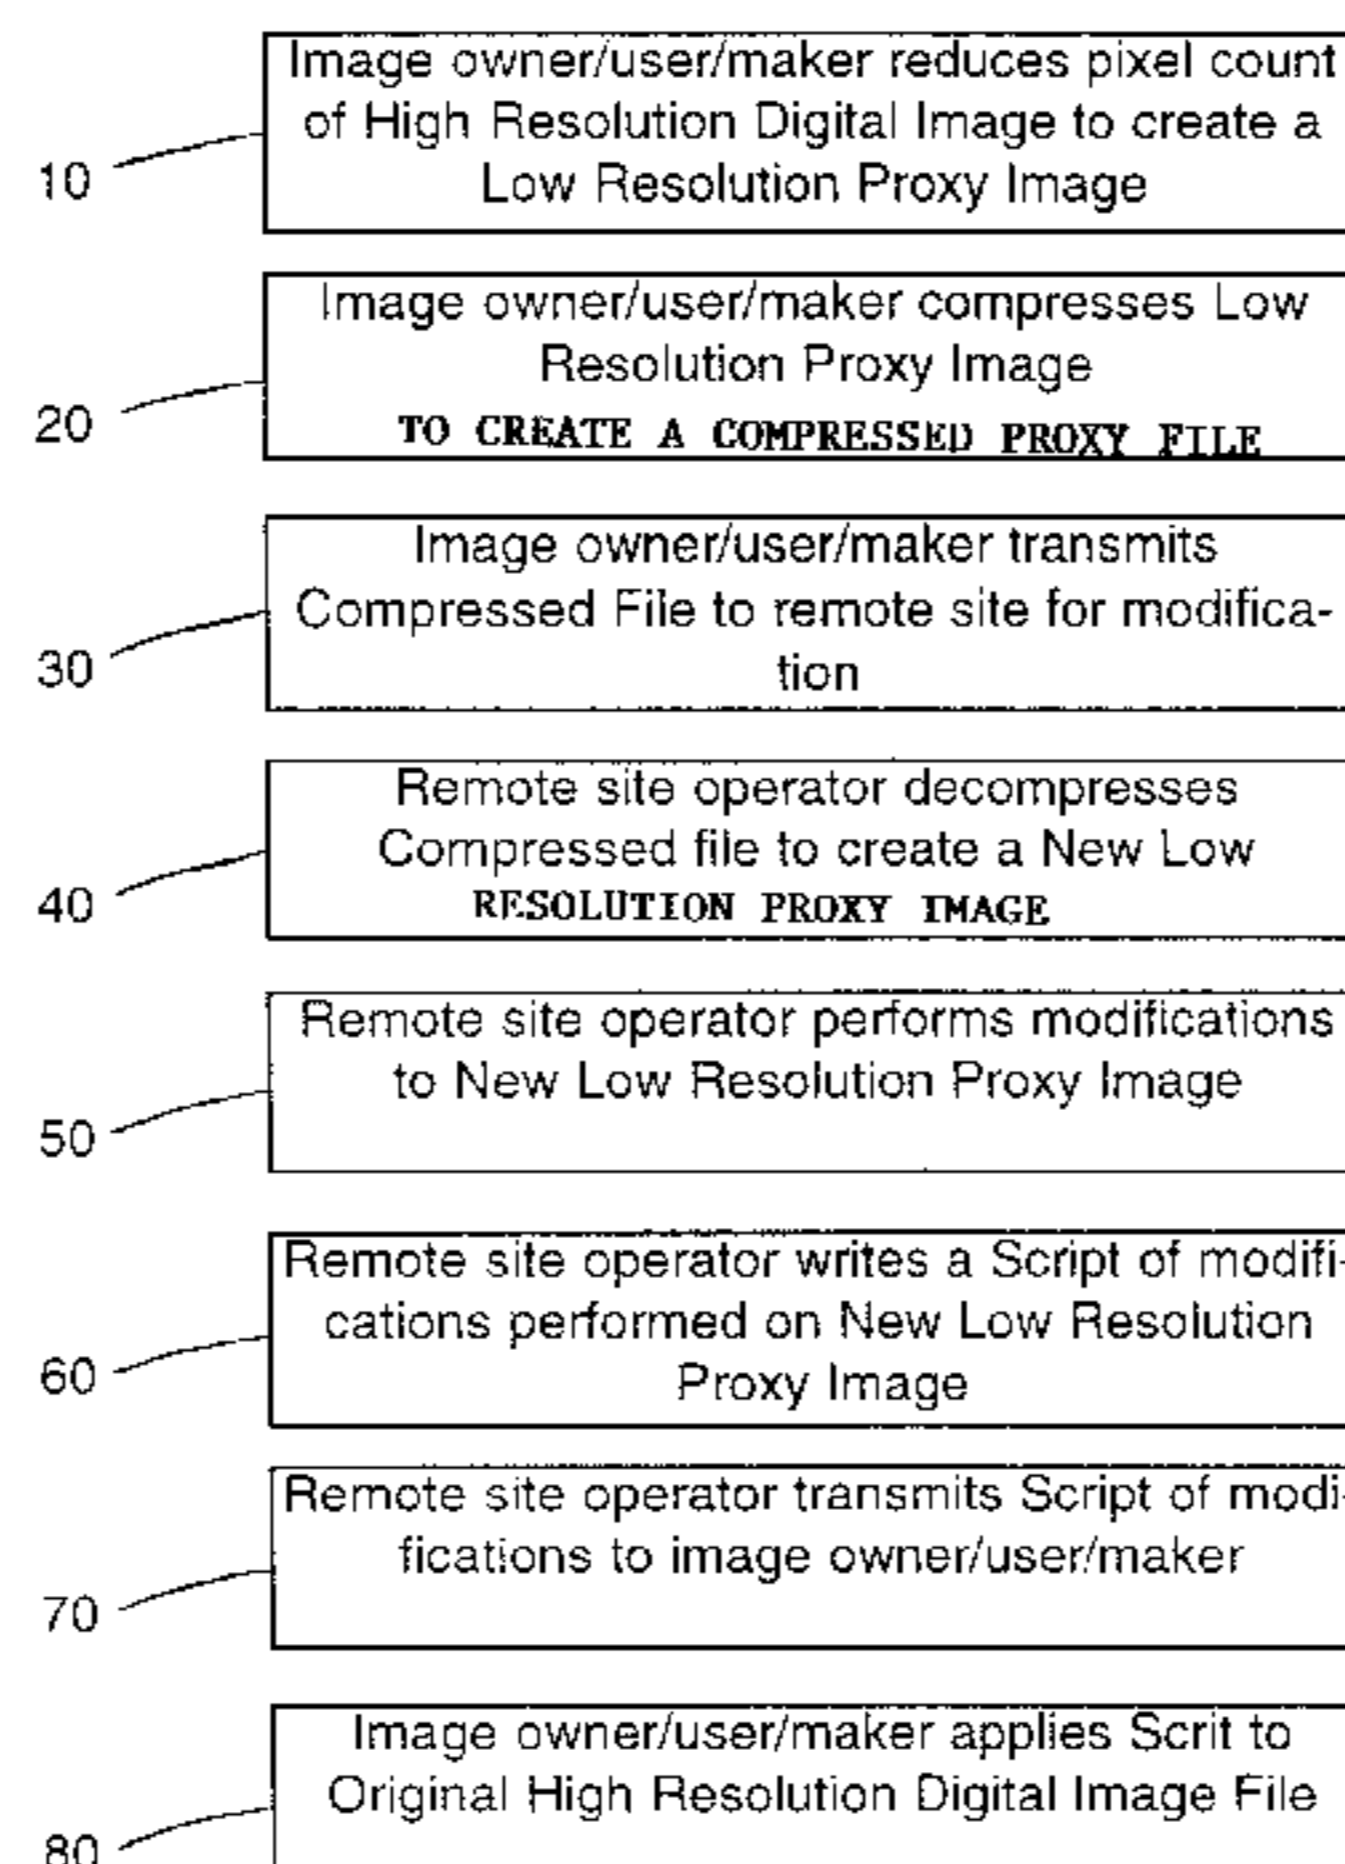 Image owner/user/maker reduces pixel count
of High Resolution Digital Image to create a
Low Resolution Proxy Image
10
Image owner/user/maker compresses Low
Resolution Proxy Image
TO CREATE A COMPRESSED PROXY FILE
20
Image owner/user/maker transmits
Compressed File to remote site for modifica-
tion
30
Remote site operator decompresses
Compressed file to create a New Low
RESOLUTION PROXY IMAGE
40
Remote site operator performs modifications
to New Low Resolution Proxy Image
50
Remote site operator writes a Script of modifi-
cations performed on New Low Resolution
Proxy Image
60
Remote site operator transmits Script of modi-
fications to image owner/user/maker
70
Image owner/user/maker applies Scrit to
Original High Resolution Digital Image File
80